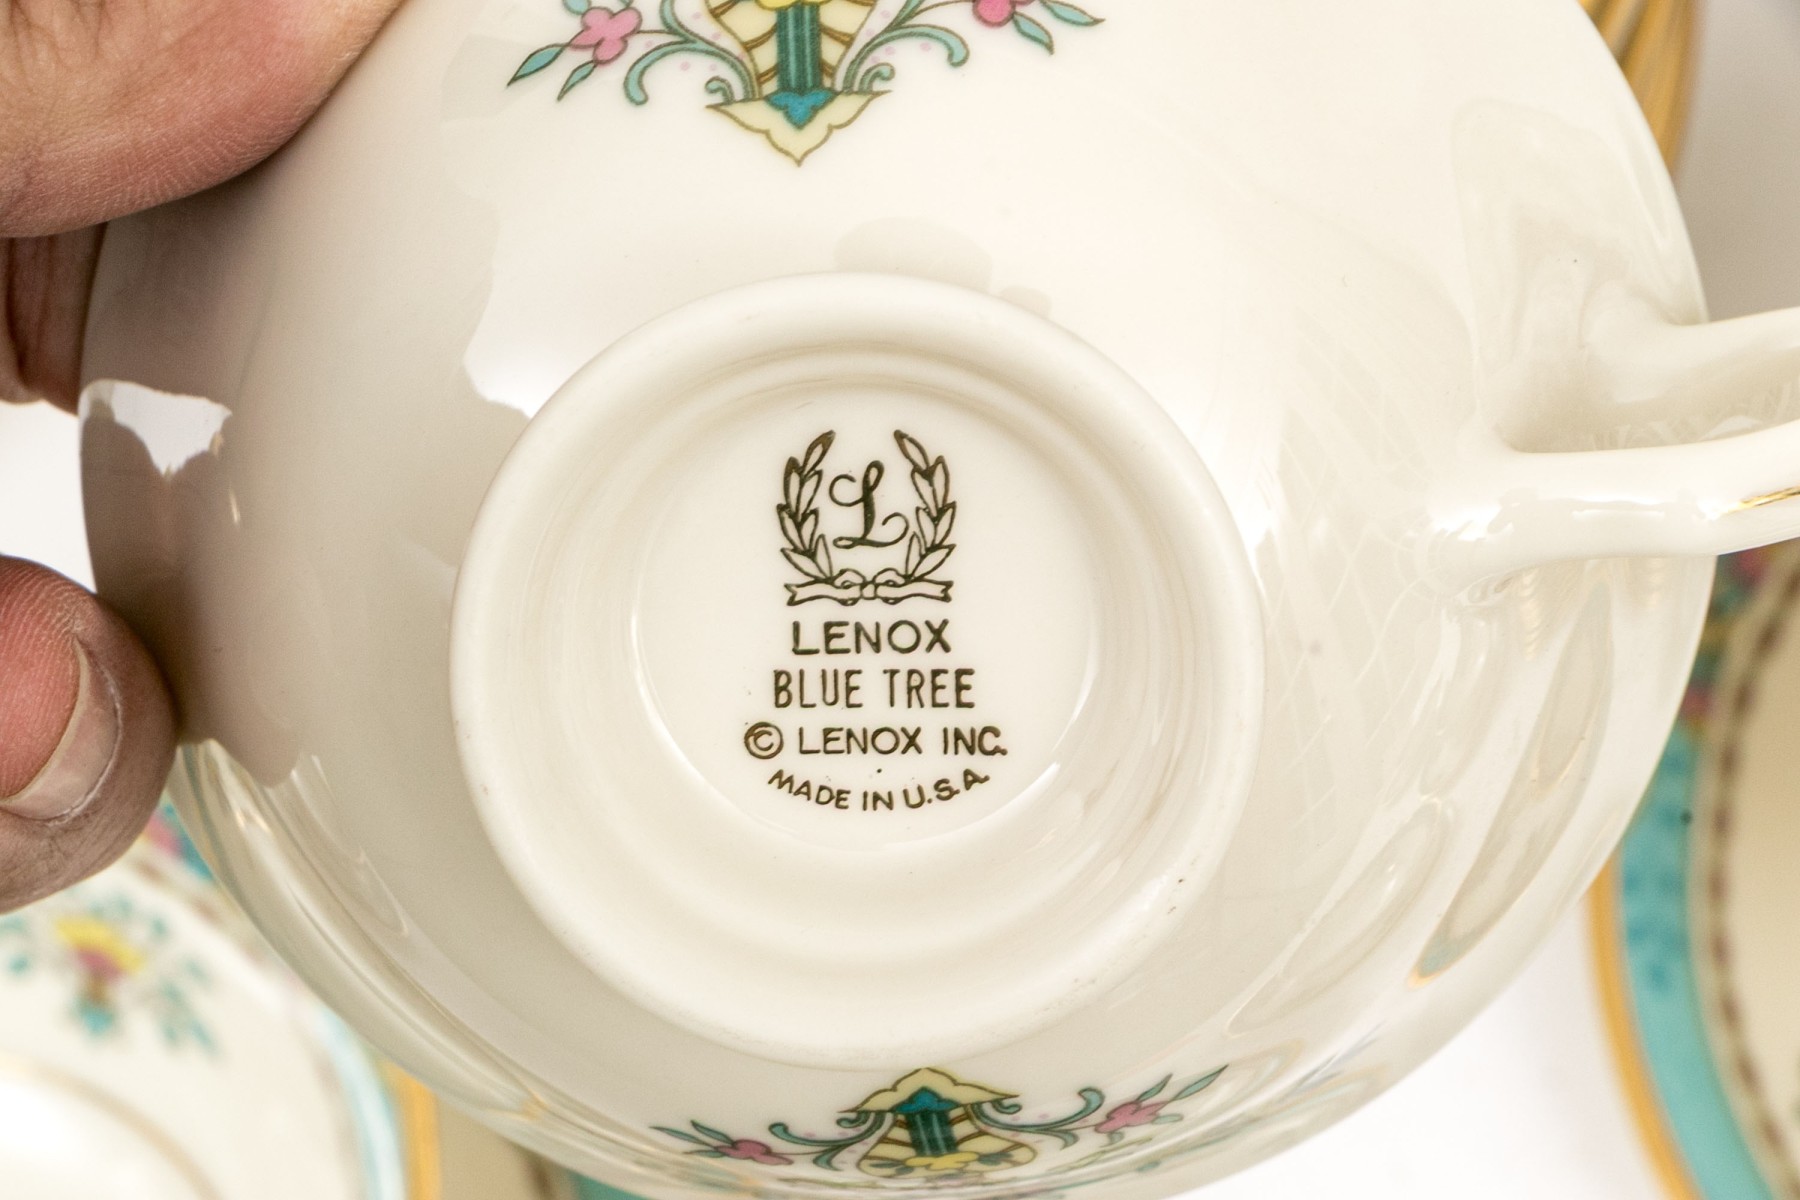 L
LENOX
BLUE TREE
© LENOX INC.
MADE IN U.S.A.